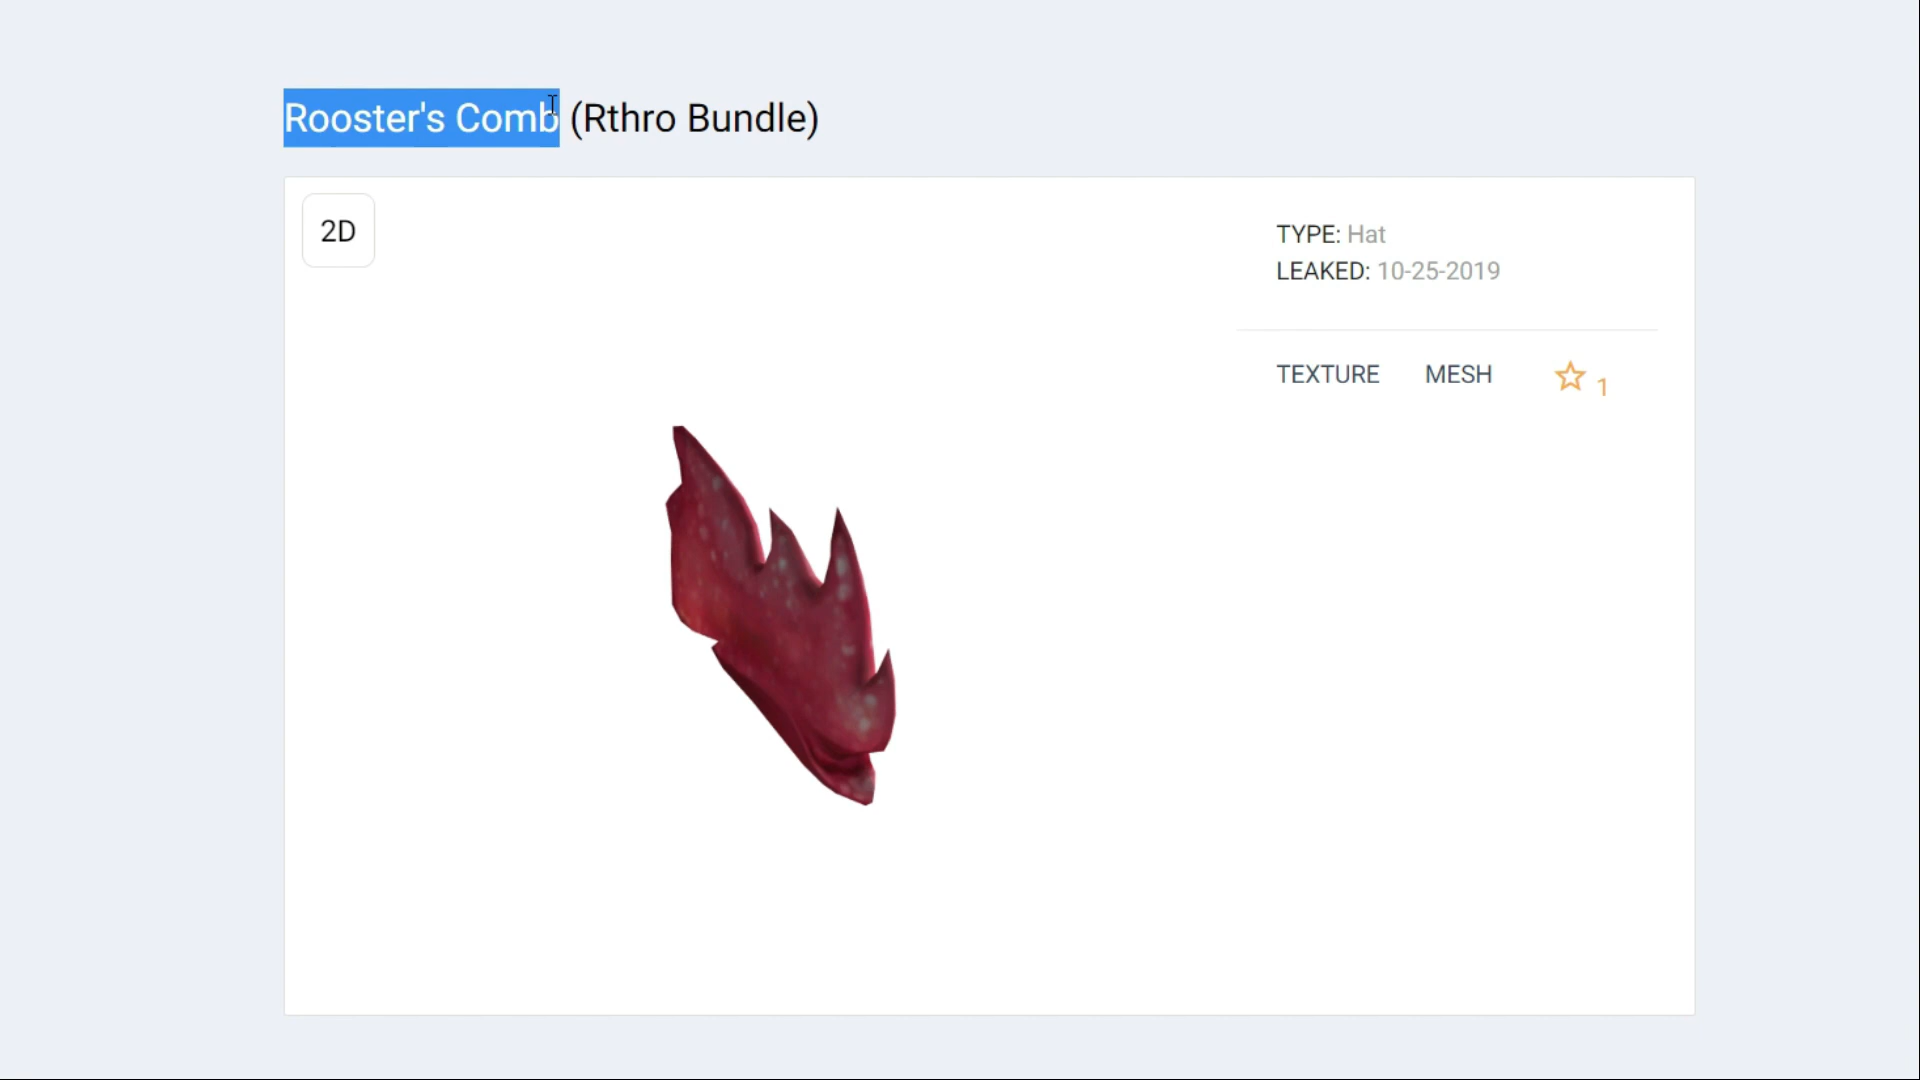 Rooster's Comb (Rthro Bundle)
2D
TYPE: Hat
LEAKED: 10-25-2019
TEXTURE MESH 1